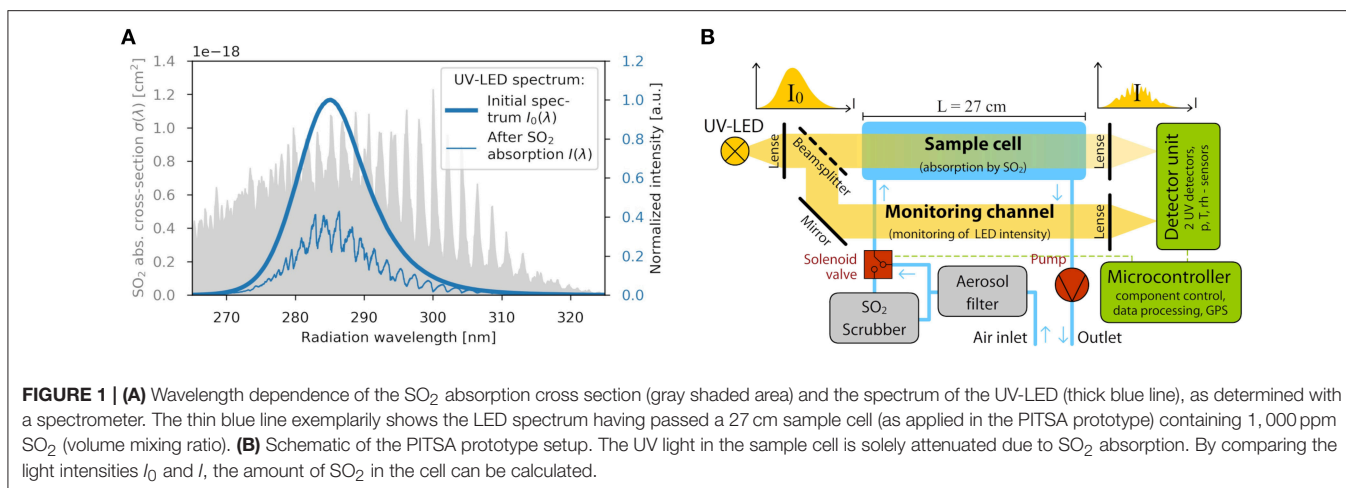 A
1e−18
1.4
1.2
1.0
0.8
0.6
0.4
0.2
0.0
SO₂ abs. cross-section σ(λ) [cm²]
UV-LED spectrum:
Initial spec-
trum I₀(λ)
After SO₂
absorption I(λ)
1.2
1.0
0.8
0.6
0.4
0.2
0.0
Normalized intensity [a.u.]
270 280 290 300 310 320
Radiation wavelength [nm]
B
I₀
I
L = 27 cm
I
I
UV-LED
Lense
Beamsplitter
Mirror
Sample cell
(absorption by SO₂)
Lense
Monitoring channel
(monitoring of LED intensity)
Lense
Detector unit
2 UV detectors,
p, T, rh - sensors
Solenoid
valve
Pump
SO₂
Scrubber
Aerosol
filter
Microcontroller
component control,
data processing, GPS
Air inlet
Outlet
FIGURE 1 | (A) Wavelength dependence of the SO₂ absorption cross section (gray shaded area) and the spectrum of the UV-LED (thick blue line), as determined with
a spectrometer. The thin blue line exemplarily shows the LED spectrum having passed a 27 cm sample cell (as applied in the PITSA prototype) containing 1, 000 ppm
SO₂ (volume mixing ratio). (B) Schematic of the PITSA prototype setup. The UV light in the sample cell is solely attenuated due to SO₂ absorption. By comparing the
light intensities I₀ and I, the amount of SO₂ in the cell can be calculated.